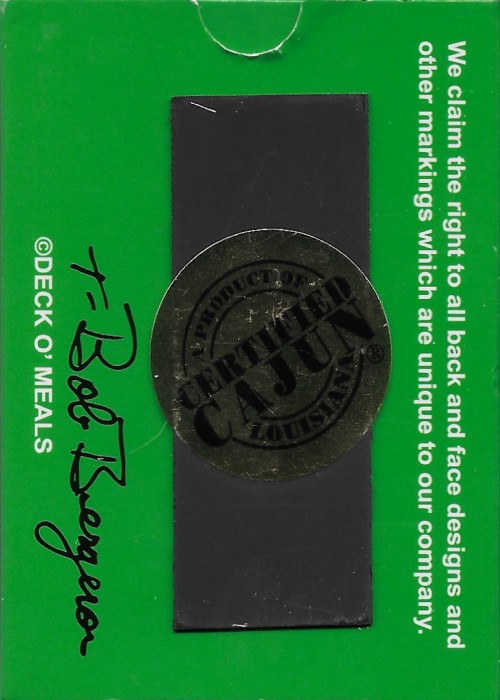 We claim the right to all back and face designs and
other markings which are unique to our company.
A PRODUCT OF
CERTIFIED
CAJUN®
LOUISIANA
+= Bob Bergeron
©DECK O' MEALS